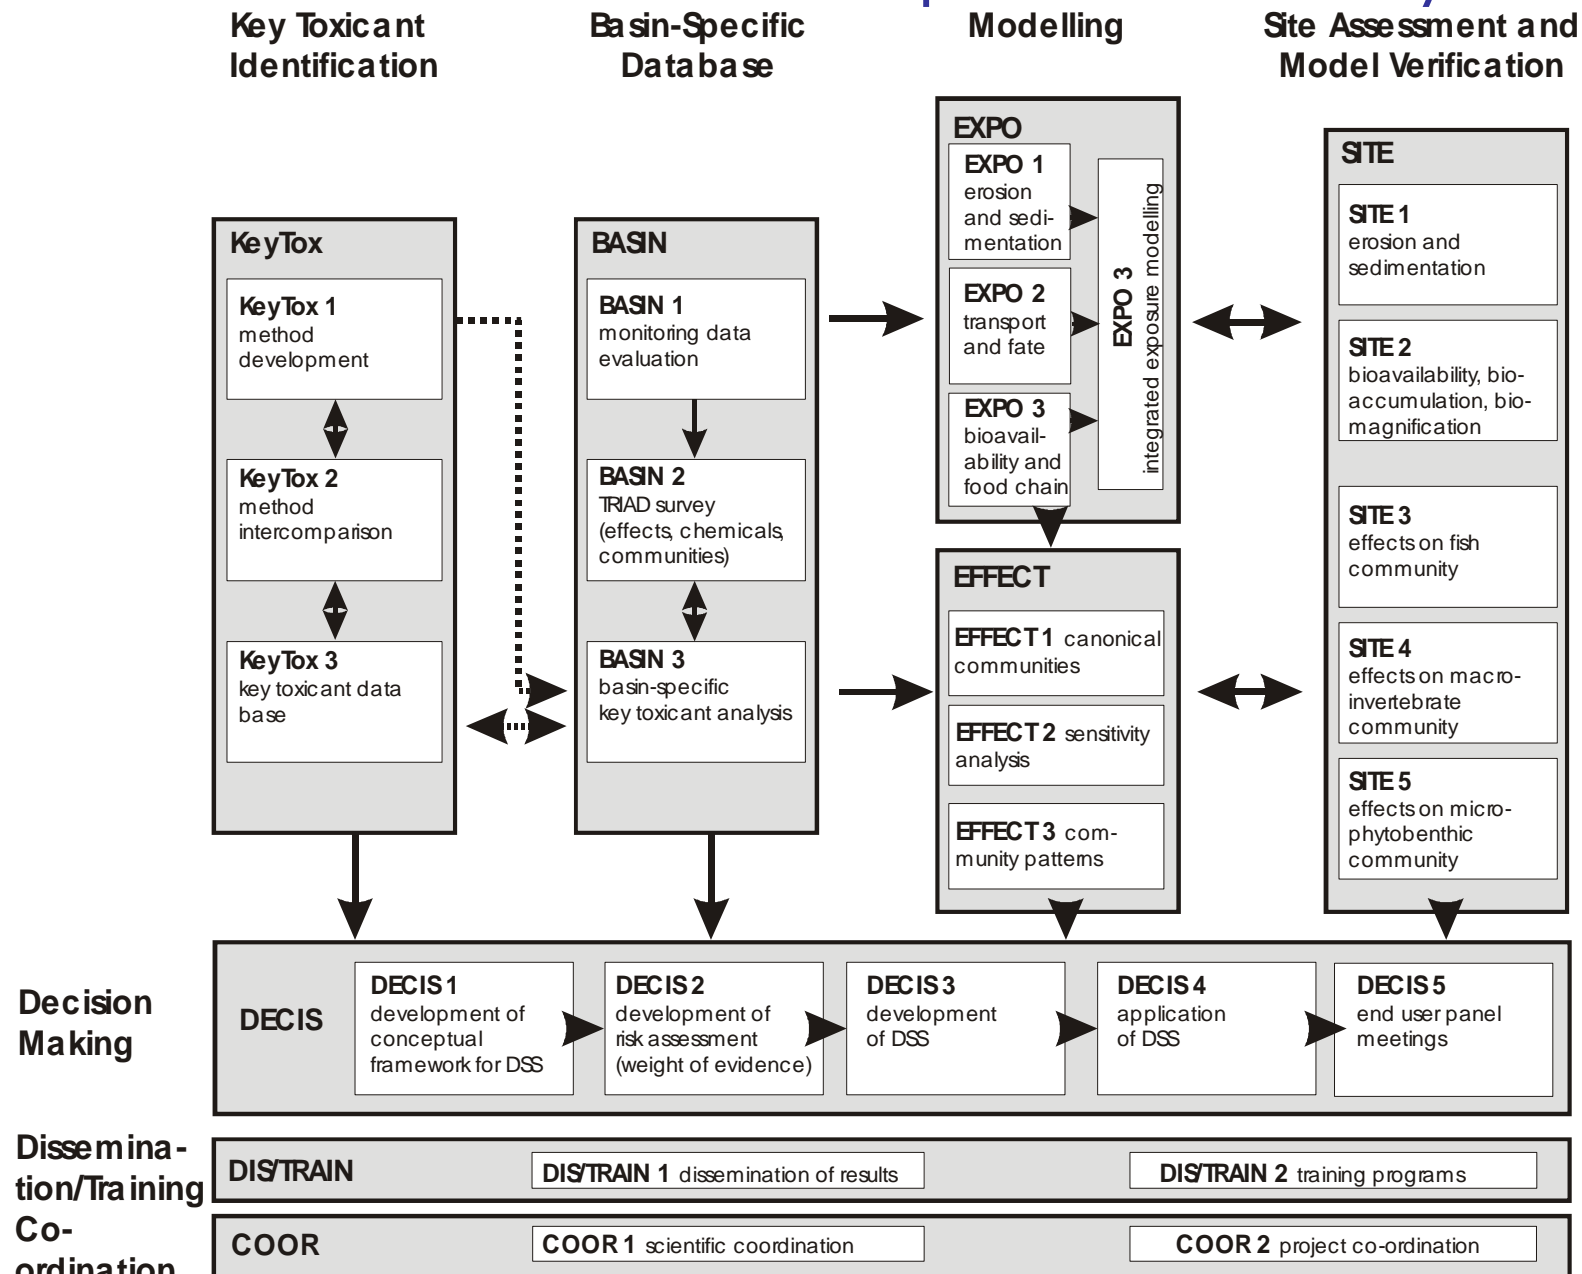 Key Toxicant
Identification
Basin-Specific
Database
Modelling
Site Assessment and
Model Verification
KeyTox
KeyTox 1
method
development
KeyTox 2
method
intercomparison
KeyTox 3
key toxicant data
base
BASIN
BASIN 1
monitoring data
evaluation
BASIN 2
TRIAD survey
(effects, chemicals,
communities)
BASIN 3
basin-specific
key toxicant analysis
EXPO
EXPO 1
erosion
and sedi-
mentation
EXPO 2
transport
and fate
EXPO 3
bioavail-
ability and
food chain
EXPO 3
integrated exposure modelling
EFFECT
EFFECT 1 canonical
communities
EFFECT 2 sensitivity
analysis
EFFECT 3 com-
munity patterns
SITE
SITE 1
erosion and
sedimentation
SITE 2
bioavailability, bio-
accumulation, bio-
magnification
SITE 3
effects on fish
community
SITE 4
effects on macro-
invertebrate
community
SITE 5
effects on micro-
phytobenthic
community
Decision
Making
DECIS
DECIS 1
development of
conceptual
framework for DSS
DECIS 2
development of
risk assessment
(weight of evidence)
DECIS 3
development
of DSS
DECIS 4
application
of DSS
DECIS 5
end user panel
meetings
Dissemina-
tion/Training
DIS/TRAIN
DIS/TRAIN 1 dissemination of results
DIS/TRAIN 2 training programs
Co-
ordination
COOR
COOR 1 scientific coordination
COOR 2 project co-ordination